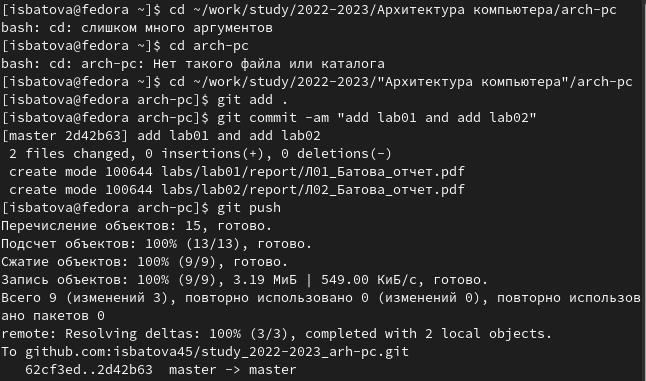 [isbatova@fedora ~]$ cd ~/work/study/2022-2023/Архитектура компьютера/arch-pc
bash: cd: слишком много аргументов
[isbatova@fedora ~]$ cd arch-pc
bash: cd: arch-pc: Нет такого файла или каталога
[isbatova@fedora ~]$ cd ~/work/study/2022-2023/"Архитектура компьютера"/arch-pc
[isbatova@fedora arch-pc]$ git add .
[isbatova@fedora arch-pc]$ git commit -am "add lab01 and add lab02"
[master 2d42b63] add lab01 and add lab02
 2 files changed, 0 insertions(+), 0 deletions(-)
 create mode 100644 labs/lab01/report/Л01_Батова_отчет.pdf
 create mode 100644 labs/lab02/report/Л02_Батова_отчет.pdf
[isbatova@fedora arch-pc]$ git push
Перечисление объектов: 15, готово.
Подсчет объектов: 100% (13/13), готово.
Сжатие объектов: 100% (9/9), готово.
Запись объектов: 100% (9/9), 3.19 МиБ | 549.00 КиБ/с, готово.
Всего 9 (изменений 3), повторно использовано 0 (изменений 0), повторно использов
ано пакетов 0
remote: Resolving deltas: 100% (3/3), completed with 2 local objects.
To github.com:isbatova45/study_2022-2023_arh-pc.git
   62cf3ed..2d42b63  master -> master